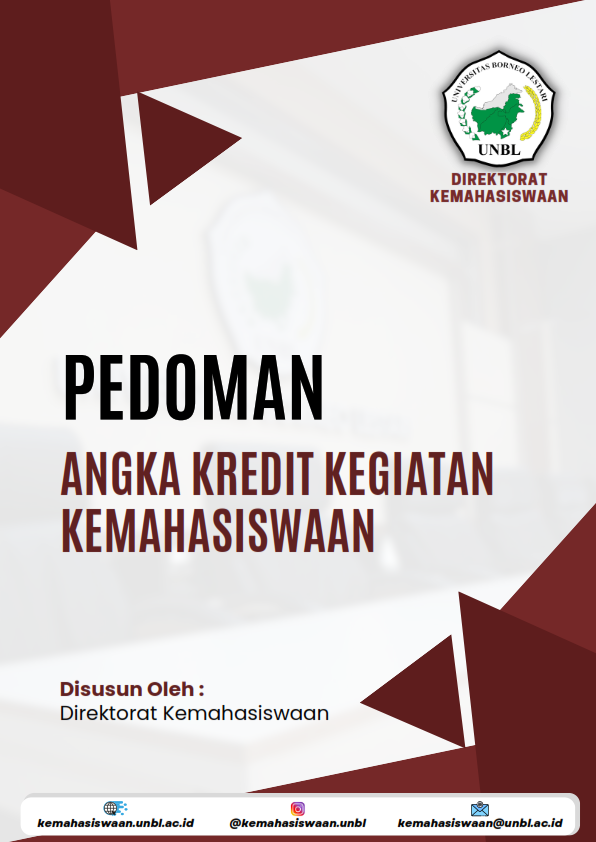 UNIVERSITAS BORNEO LESTARI
UNBL
DIREKTORAT
KEMAHASISWAAN
PEDOMAN
ANGKA KREDIT KEGIATAN
KEMAHASISWAAN
Disusun Oleh :
Direktorat Kemahasiswaan
kemahasiswaan.unbl.ac.id
@kemahasiswaan.unbl
kemahasiswaan@unbl.ac.id